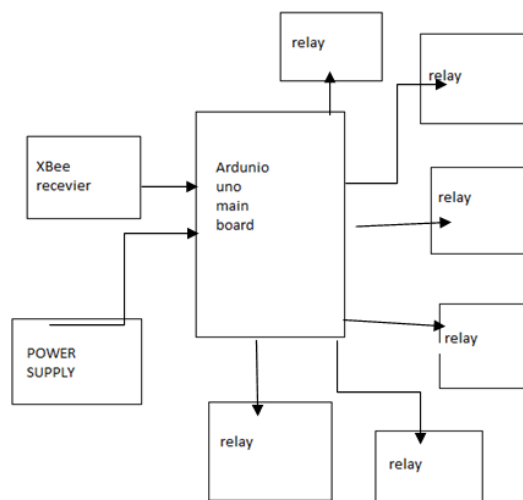 relay
relay
XBee
recevier
Ardunio
uno
main
board
relay
relay
POWER
SUPPLY
relay
relay